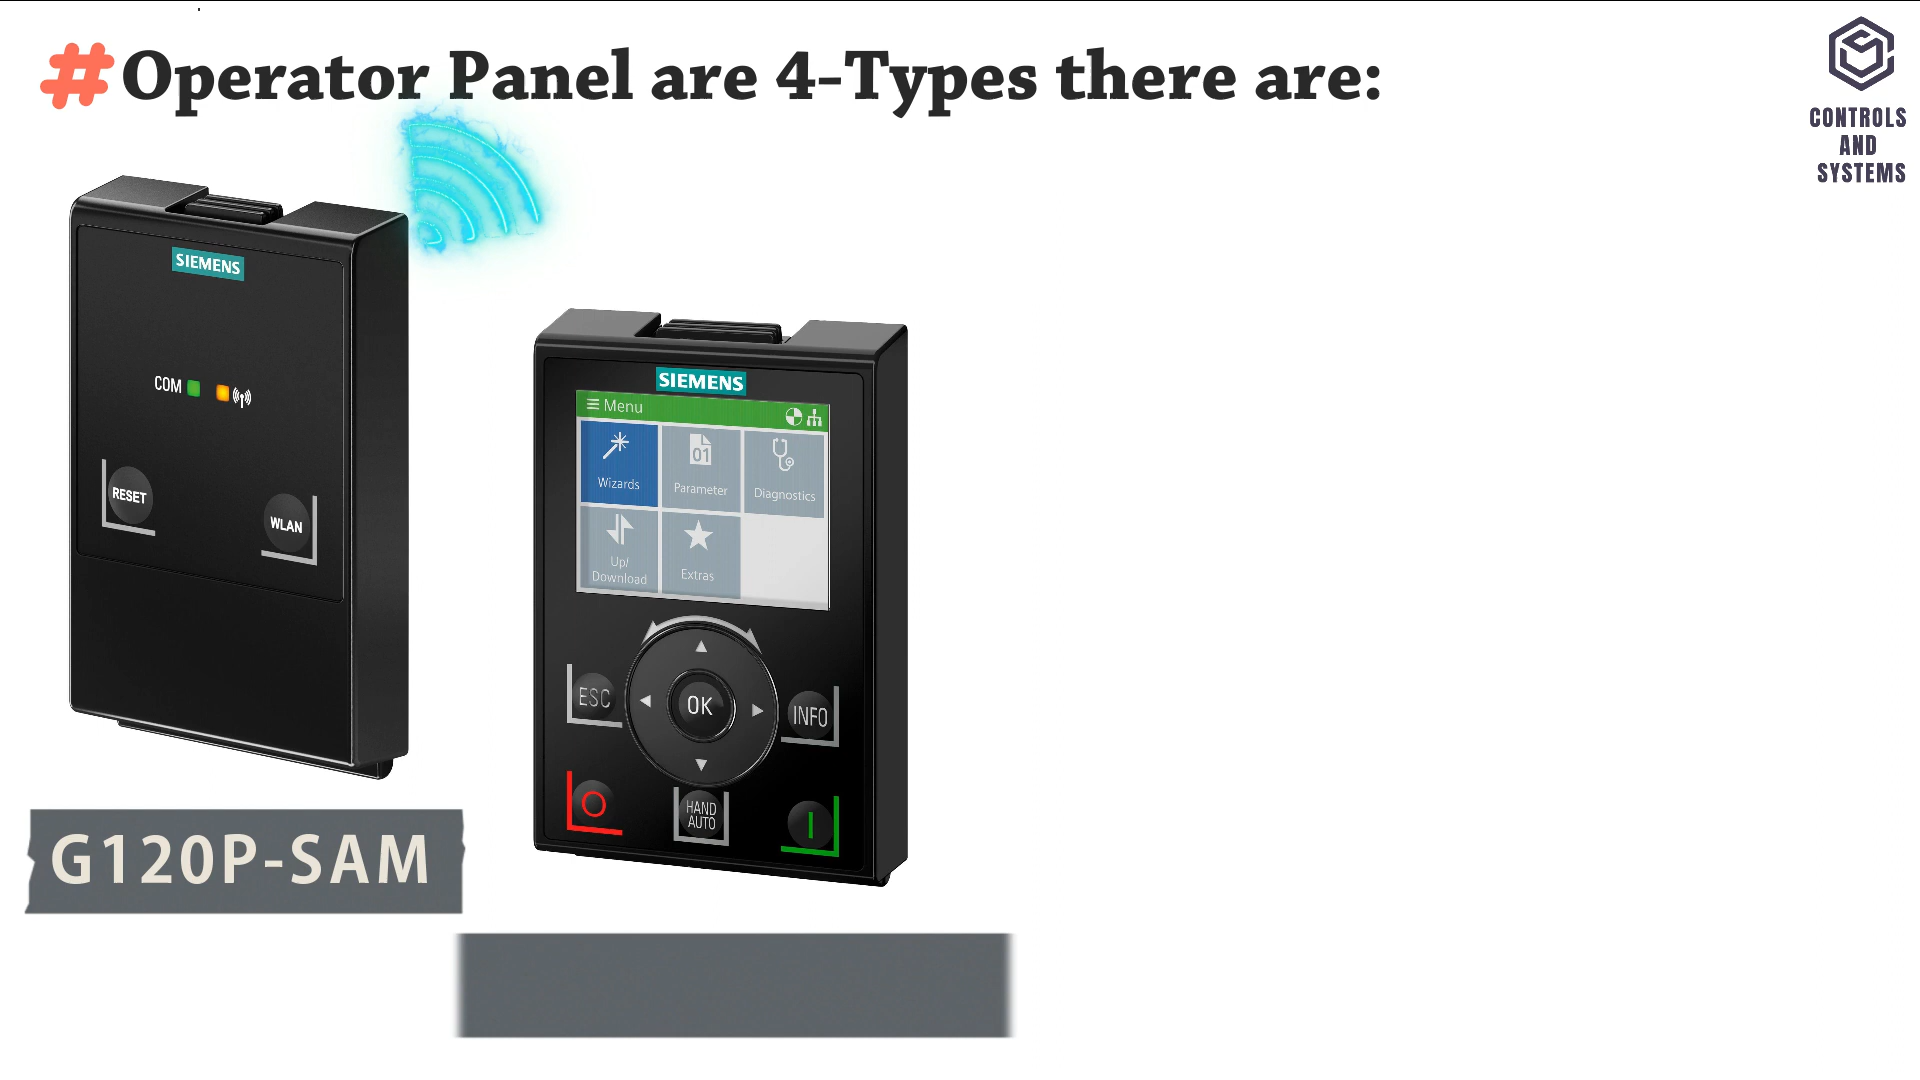 #Operator Panel are 4-Types there are:
CONTROLS
AND
SYSTEMS
SIEMENS
COM
RESET
WLAN
G120P-SAM
SIEMENS
Menu
Wizards
01
Parameter
Diagnostics
Up/
Download
Extras
ESC
OK
INFO
HAND
AUTO